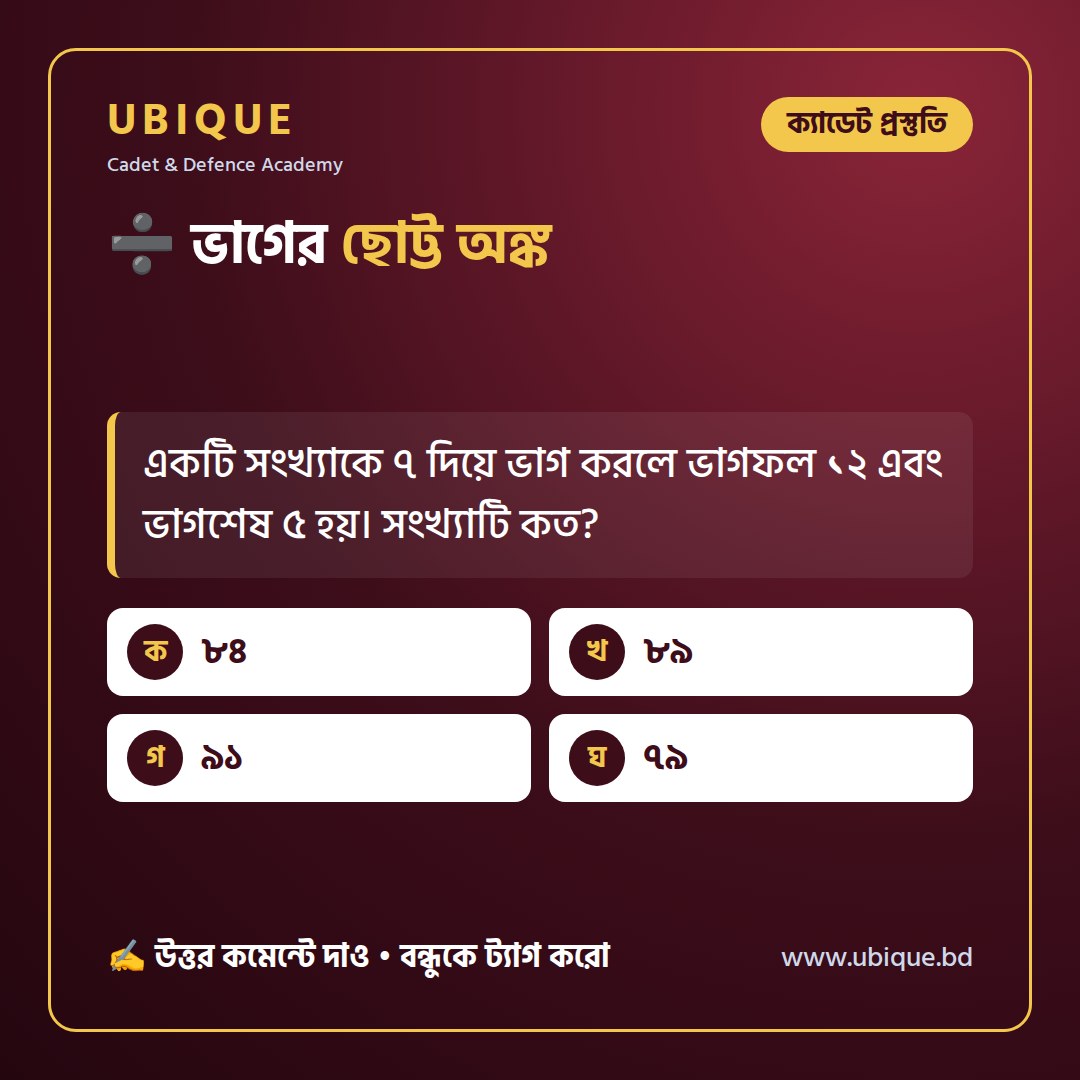 UBIQUE
ক্যাডেট প্রস্তুতি
Cadet & Defence Academy
➗ ভাগের ছোট্ট অঙ্ক
একটি সংখ্যাকে ৭ দিয়ে ভাগ করলে ভাগফল ১২ এবং
ভাগশেষ ৫ হয়। সংখ্যাটি কত?
ক ৮৪
খ ৮৯
গ ৯১
ঘ ৭৯
✍️ উত্তর কমেন্টে দাও • বন্ধুকে ট্যাগ করো
www.ubique.bd